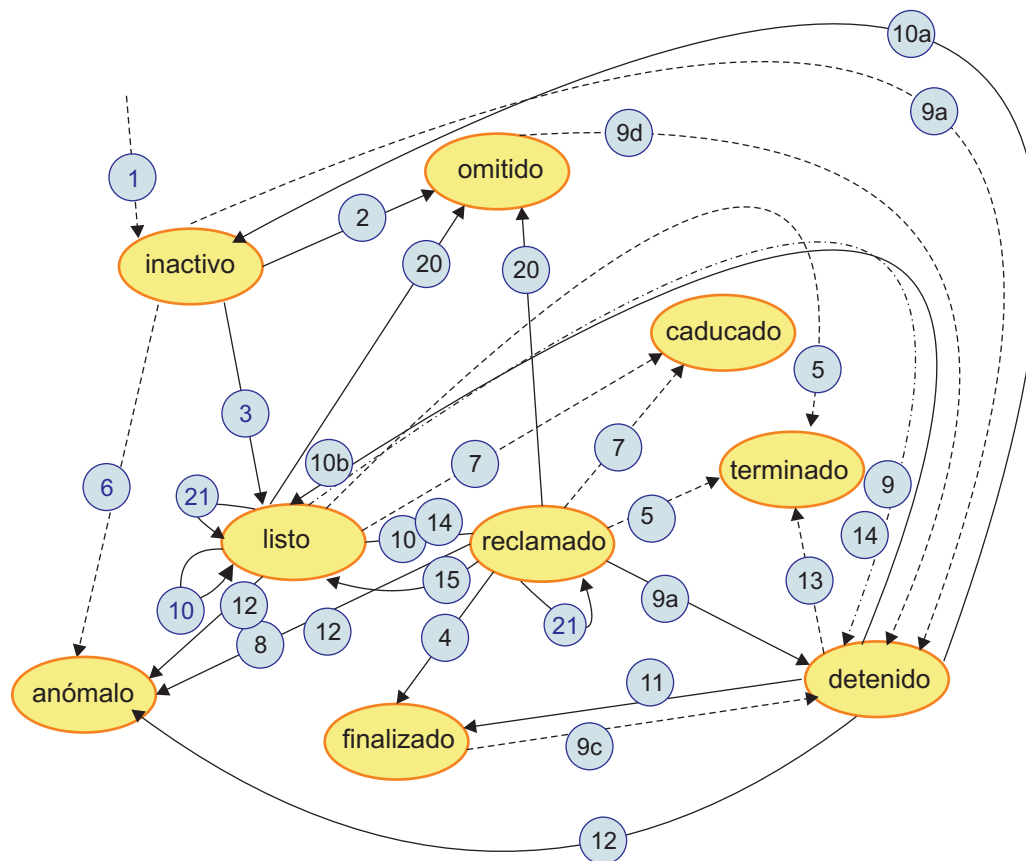 10a
9a
9d
omitido
1
2
inactivo
20
20
caducado
5
3
7
7
10b
terminado
6
21
9
listo
10
14
reclamado
5
14
15
13
10
12
8
12
4
21
9a
anómalo
11
detenido
finalizado
9c
12